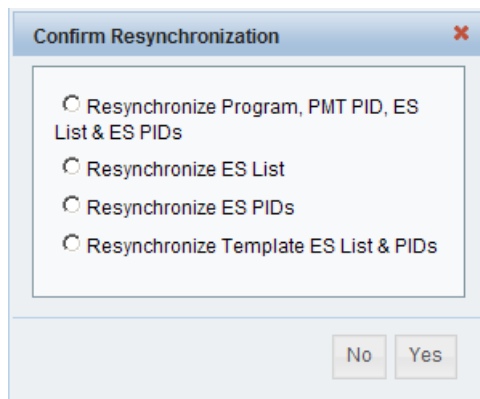 Confirm Resynchronization
Resynchronize Program, PMT PID, ES
List & ES PIDs
Resynchronize ES List
Resynchronize ES PIDs
Resynchronize Template ES List & PIDs
No Yes